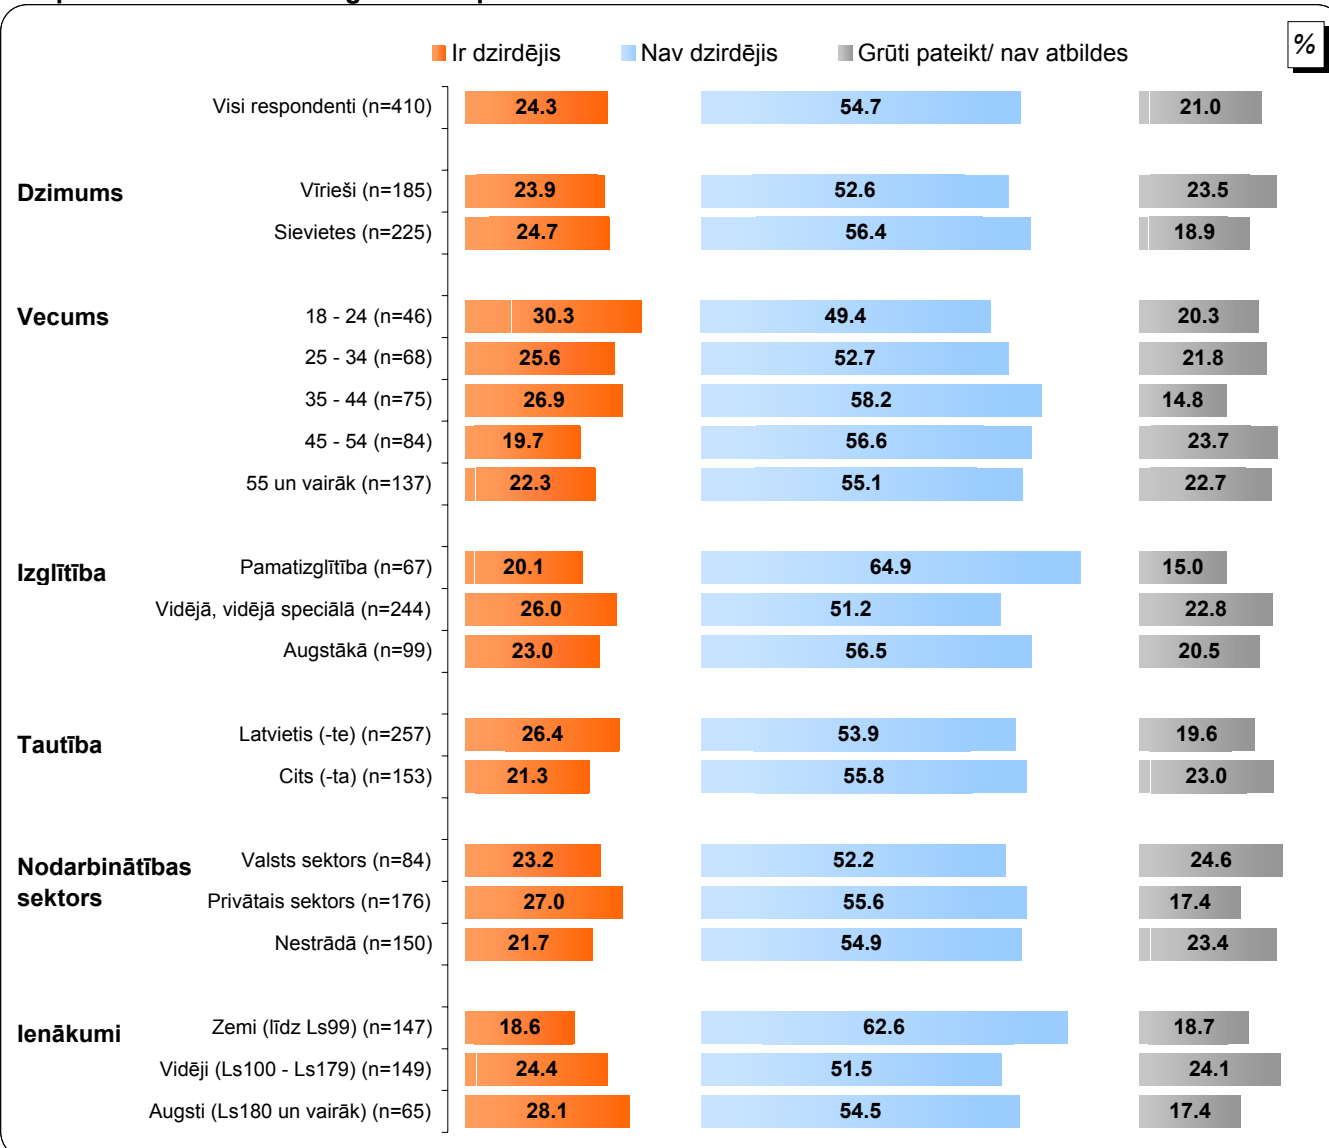 Ir dzirdējis Nav dzirdējis Grūti pateikt/ nav atbildes %
Visi respondenti (n=410) 24.3 54.7 21.0
Dzimums Vīrieši (n=185) 23.9 52.6 23.5
Sievietes (n=225) 24.7 56.4 18.9
Vecums 18 - 24 (n=46) 30.3 49.4 20.3
25 - 34 (n=68) 25.6 52.7 21.8
35 - 44 (n=75) 26.9 58.2 14.8
45 - 54 (n=84) 19.7 56.6 23.7
55 un vairāk (n=137) 22.3 55.1 22.7
Izglītība Pamatizglītība (n=67) 20.1 64.9 15.0
Vidējā, vidējā speciālā (n=244) 26.0 51.2 22.8
Augstākā (n=99) 23.0 56.5 20.5
Tautība Latvietis (-te) (n=257) 26.4 53.9 19.6
Cits (-ta) (n=153) 21.3 55.8 23.0
Nodarbinātības Valsts sektors (n=84) 23.2 52.2 24.6
sektors Privātais sektors (n=176) 27.0 55.6 17.4
Nestrādā (n=150) 21.7 54.9 23.4
Ienākumi Zemi (līdz Ls99) (n=147) 18.6 62.6 18.7
Vidēji (Ls100 - Ls179) (n=149) 24.4 51.5 24.1
Augsti (Ls180 un vairāk) (n=65) 28.1 54.5 17.4